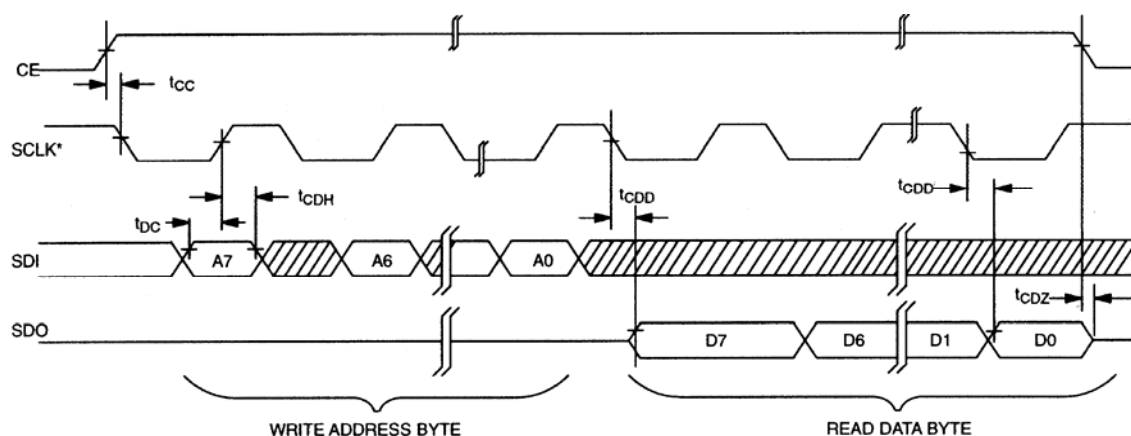 CE
tCC
SCLK*
tCDH
tCDD
tCDD
tDC
SDI
A7
A6
A0
tCDZ
SDO
D7
D6
D1
D0
WRITE ADDRESS BYTE
READ DATA BYTE